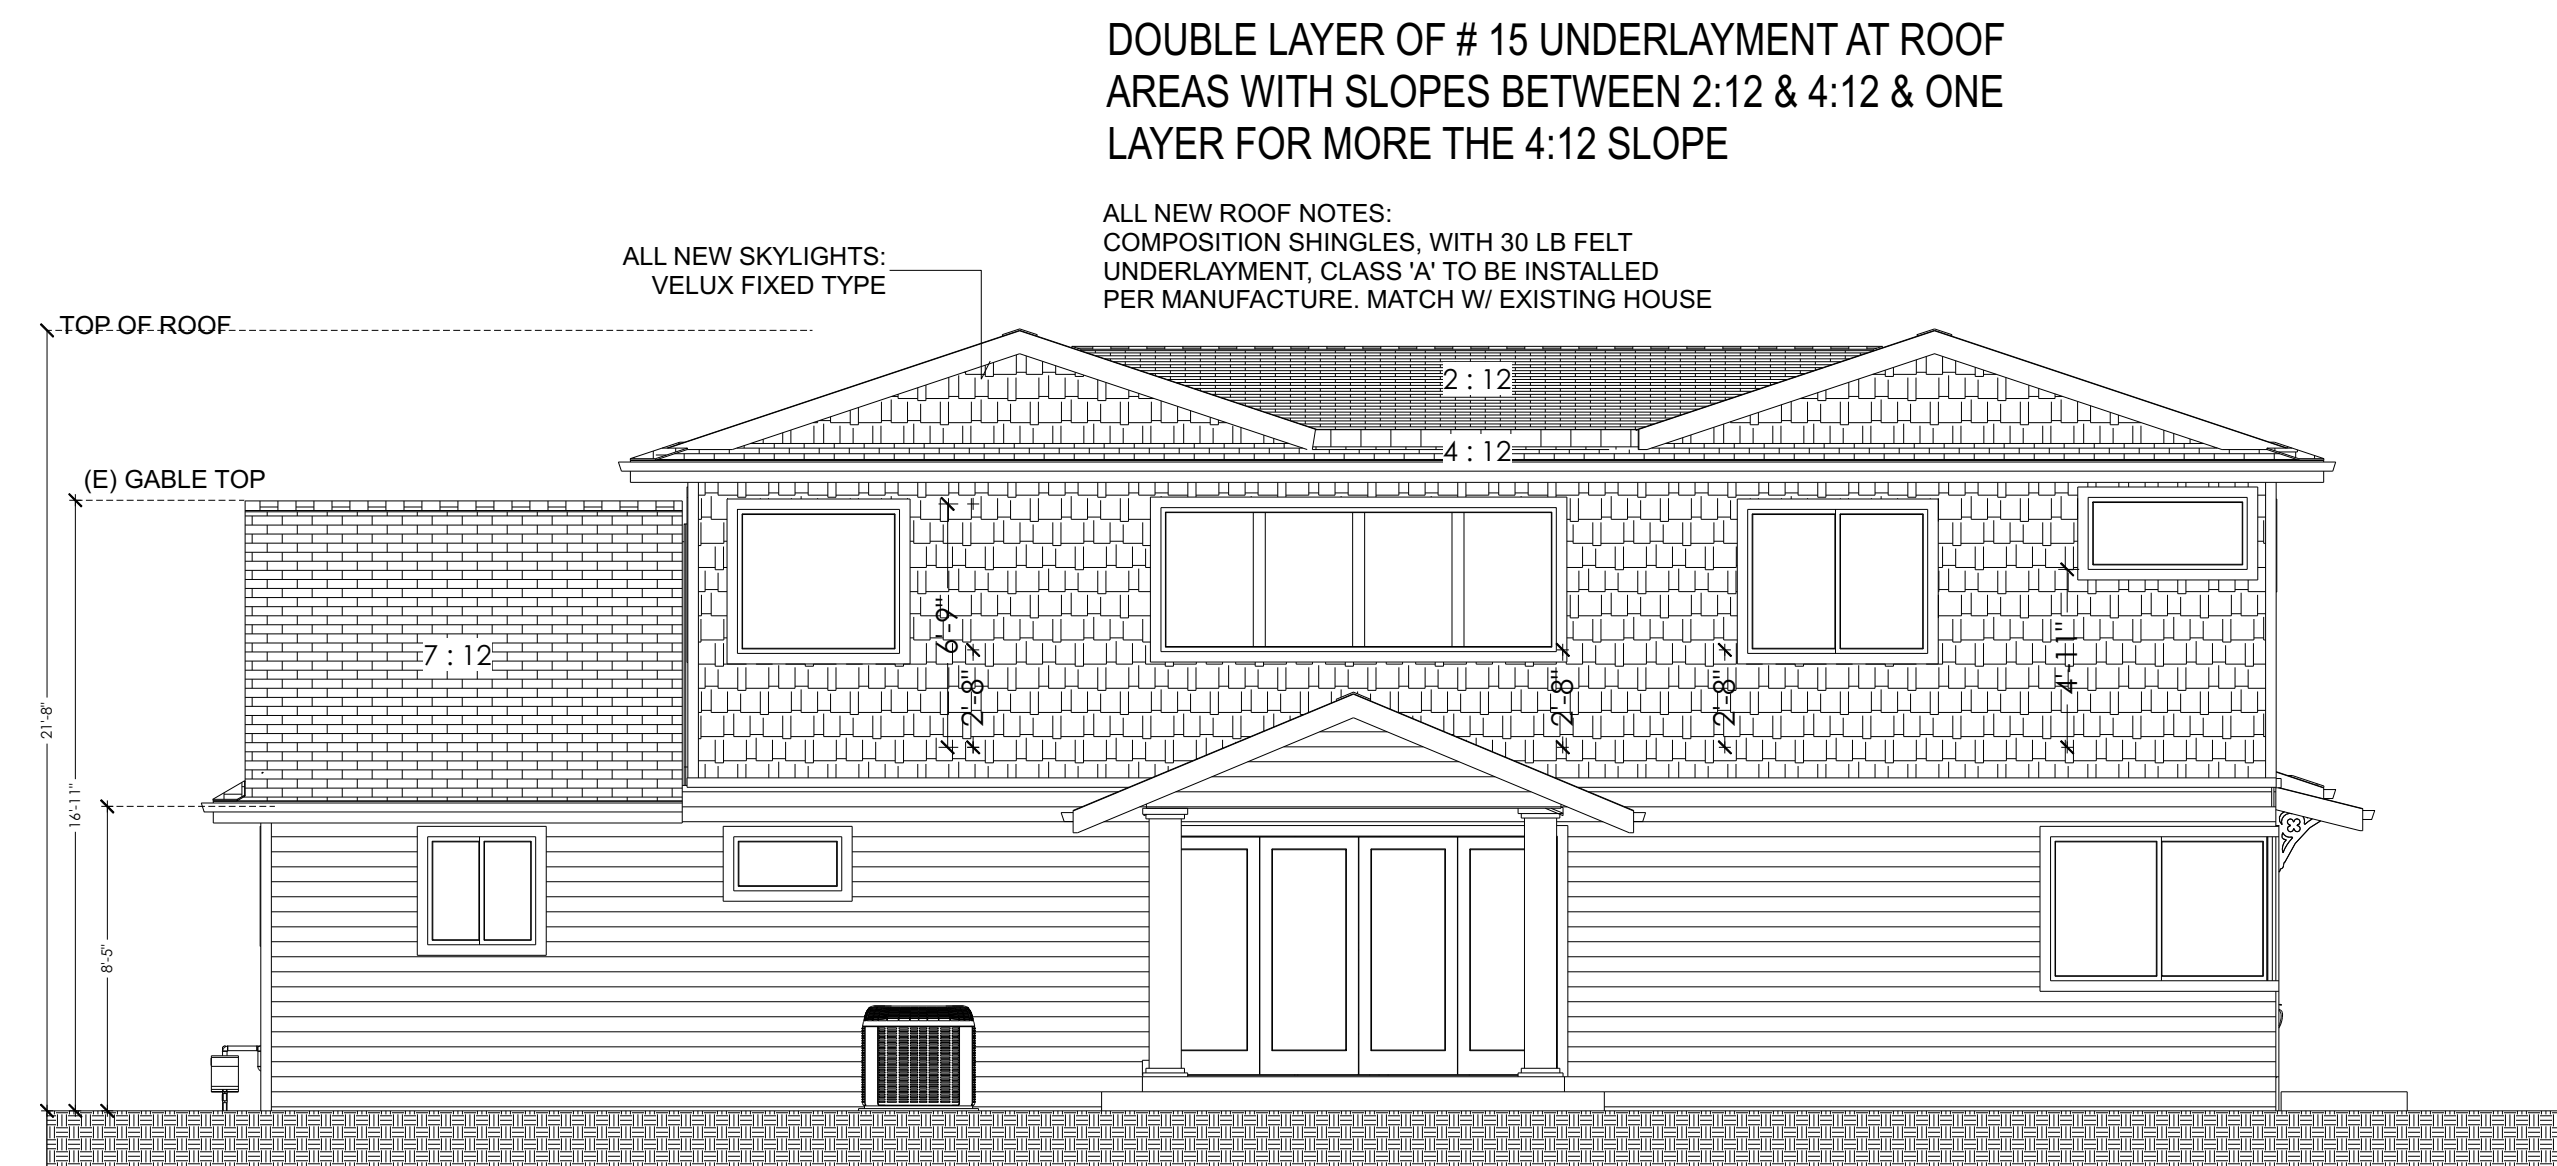 DOUBLE LAYER OF # 15 UNDERLAYMENT AT ROOF
AREAS WITH SLOPES BETWEEN 2:12 & 4:12 & ONE
LAYER FOR MORE THE 4:12 SLOPE
ALL NEW ROOF NOTES:
COMPOSITION SHINGLES, WITH 30 LB FELT
UNDERLAYMENT, CLASS 'A' TO BE INSTALLED
PER MANUFACTURE. MATCH W/ EXISTING HOUSE
ALL NEW SKYLIGHTS:
VELUX FIXED TYPE
TOP OF ROOF
2 : 12
4 : 12
(E) GABLE TOP
7 : 12
6'-9"
2'-8"
2'-8"
2'-8"
4'-11"
21'-8"
16'-11"
8'-5"